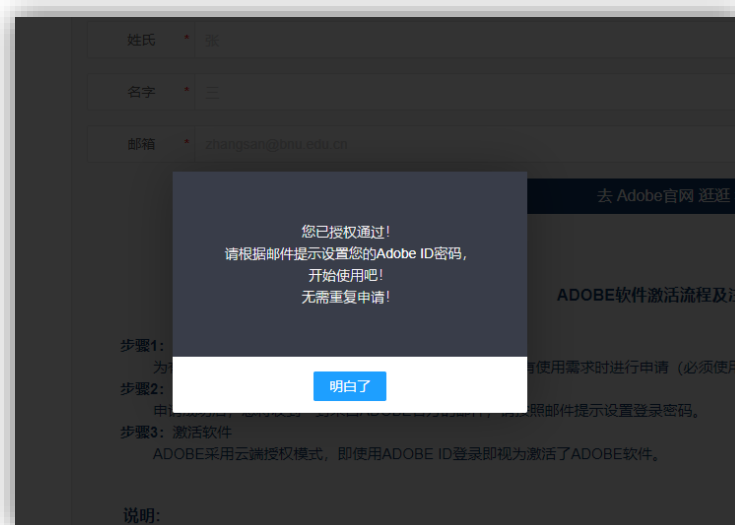 姓氏 * 张
名字 * 三
邮箱 * zhangsan@bnu.edu.cn
去 Adobe官网 逛逛
您已授权通过！
请根据邮件提示设置您的Adobe ID密码，
开始使用吧！
无需重复申请！
明白了
ADOBE软件激活流程及
步骤1：
为
使用需求时进行申请（必须使用
步骤2：
照邮件提示设置登录密码。
步骤3：激活软件
ADOBE采用云端授权模式，即使用ADOBE ID登录即视为激活了ADOBE软件。
说明: